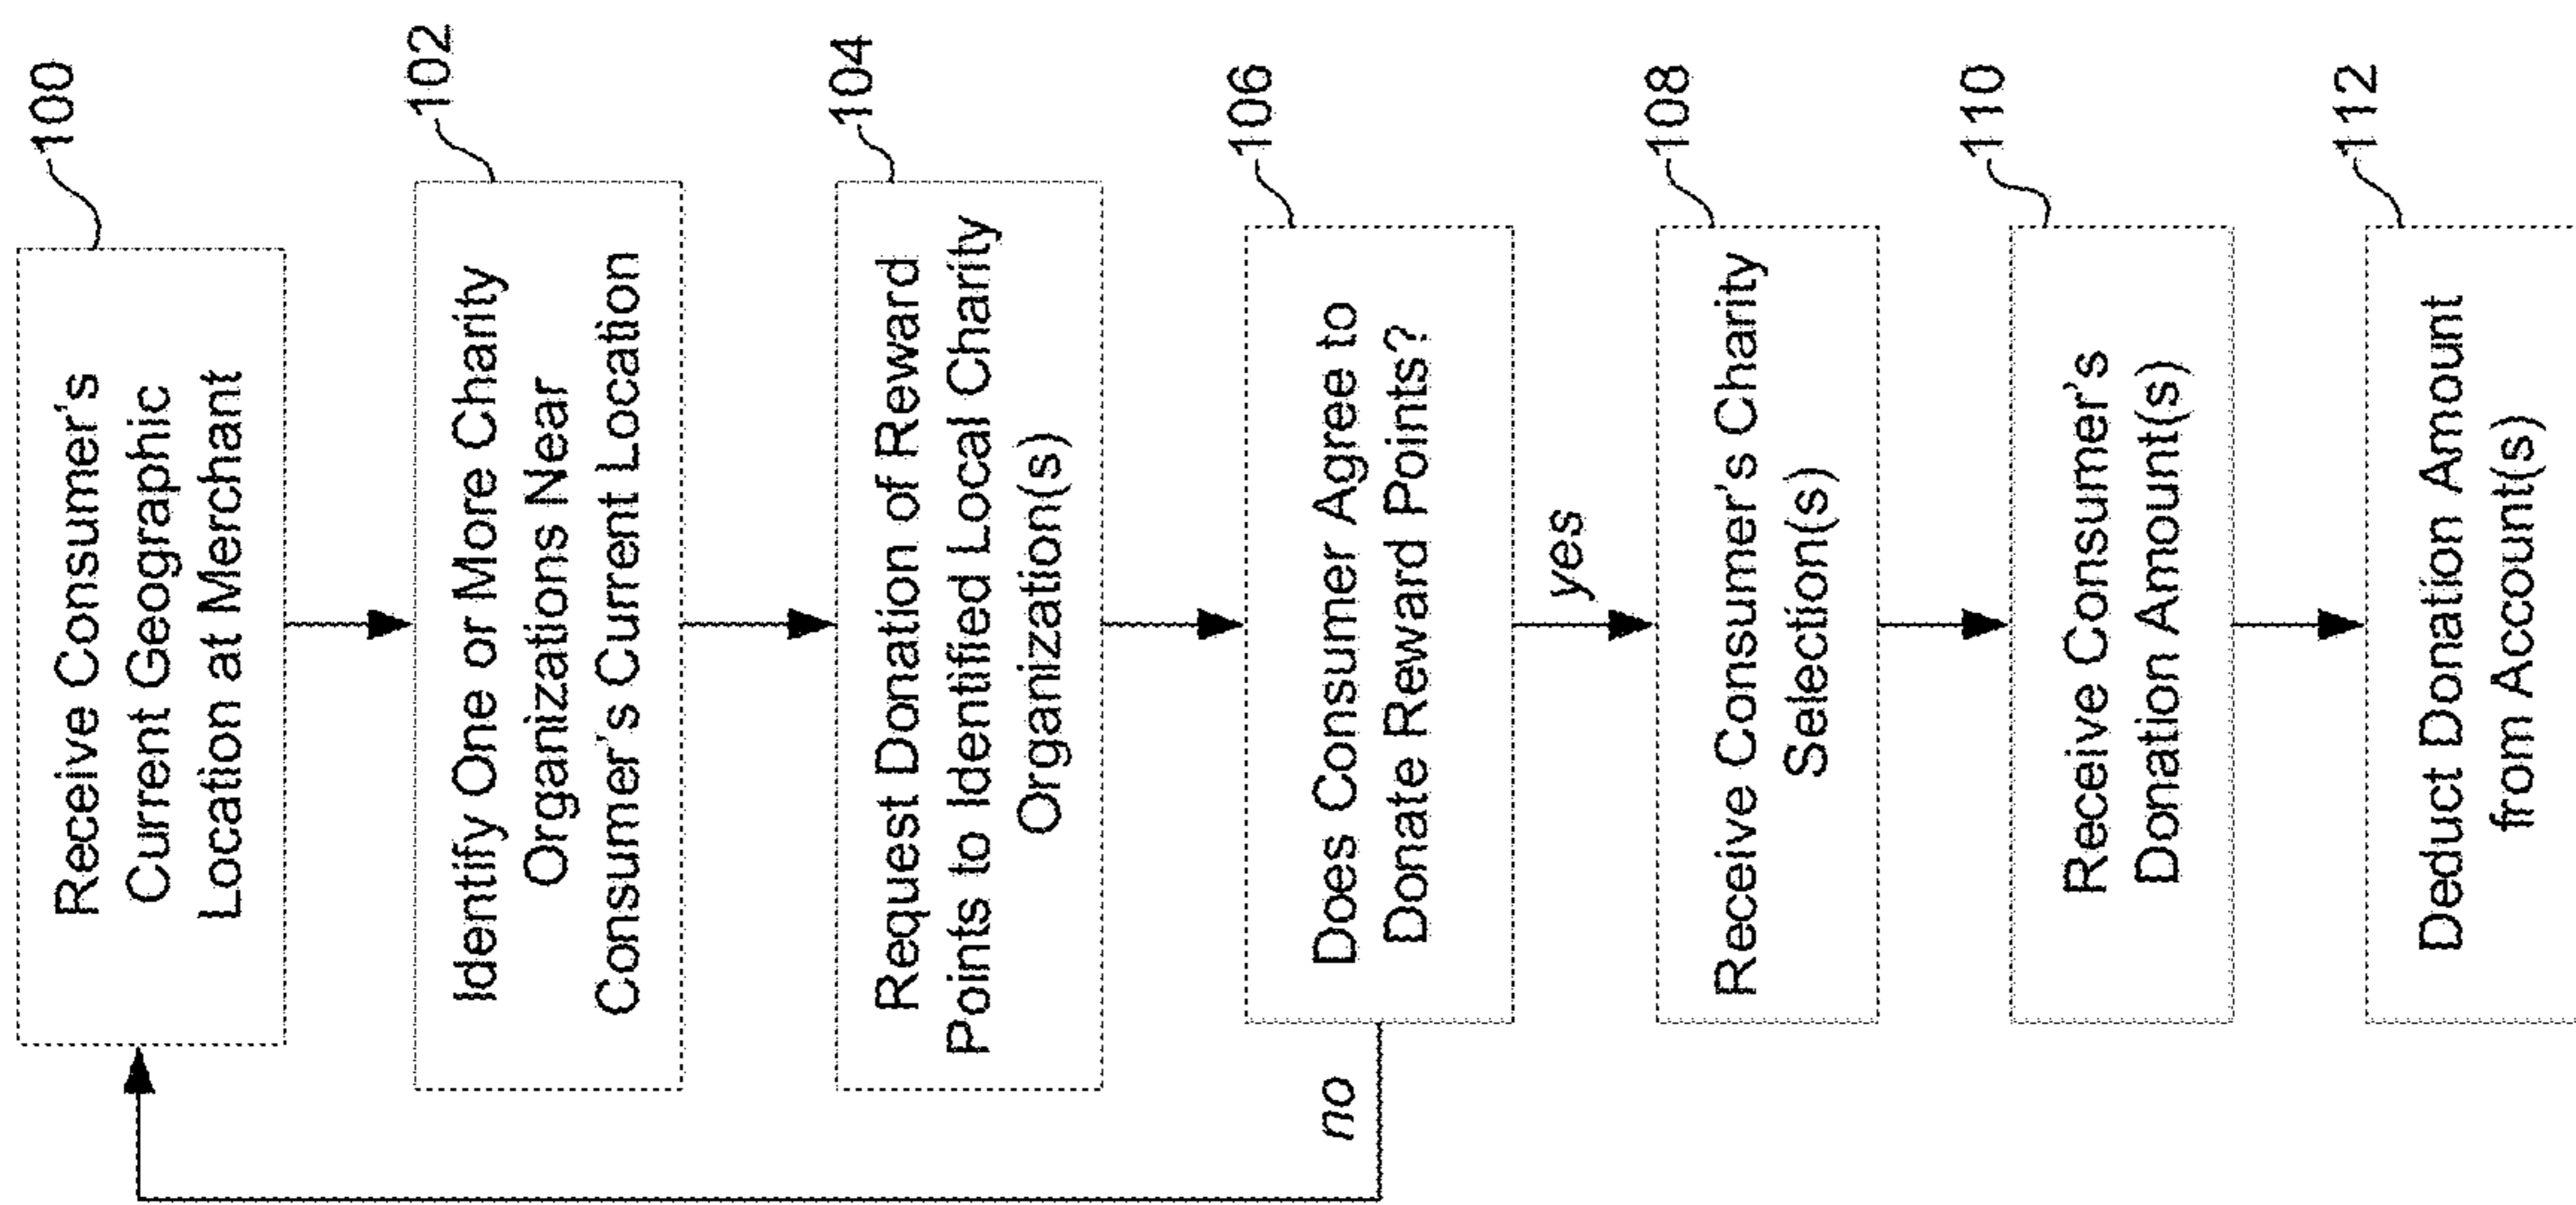 100
Receive Consumer's
Current Geographic
Location at Merchant
102
Identify One or More Charity
Organizations Near
Consumer's Current Location
104
Request Donation of Reward
Points to Identified Local Charity
Organization(s)
106
Does Consumer Agree to
Donate Reward Points?
no
yes
108
Receive Consumer's Charity
Selection(s)
110
Receive Consumer's
Donation Amount(s)
112
Deduct Donation Amount
from Account(s)